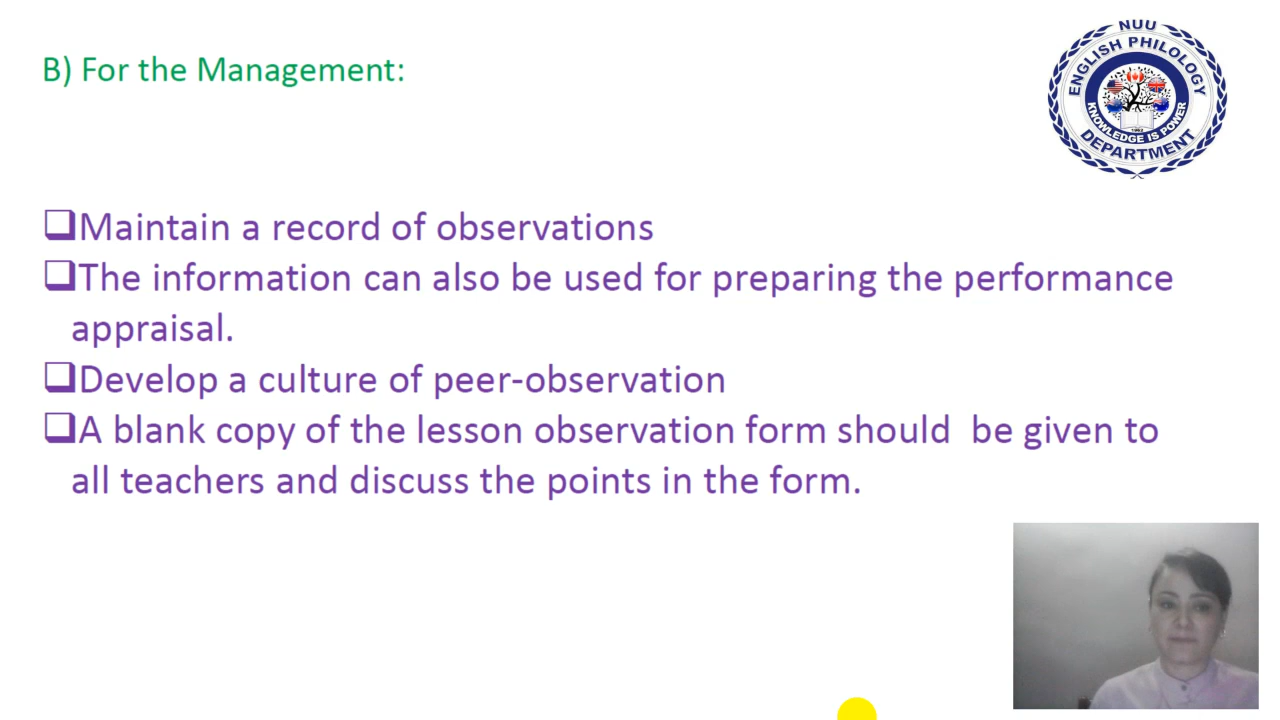 B) For the Management:
NUU
ENGLISH PHILOLOGY
KNOWLEDGE IS POWER
1962
DEPARTMENT
❑Maintain a record of observations
❑The information can also be used for preparing the performance
appraisal.
❑Develop a culture of peer-observation
❑A blank copy of the lesson observation form should  be given to
all teachers and discuss the points in the form.